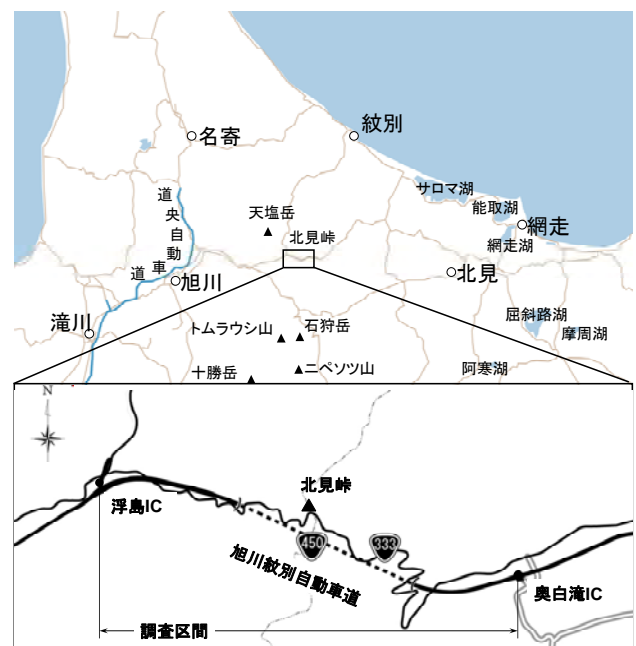 名寄
紋別
サロマ湖
能取湖
網走
網走湖
天塩岳
北見峠
道央自動車道
旭川
北見
滝川
トムラウシ山
石狩岳
屈斜路湖
摩周湖
十勝岳
ニペソツ山
阿寒湖
N
北見峠
浮島IC
450
333
旭川紋別自動車道
奥白滝IC
調査区間